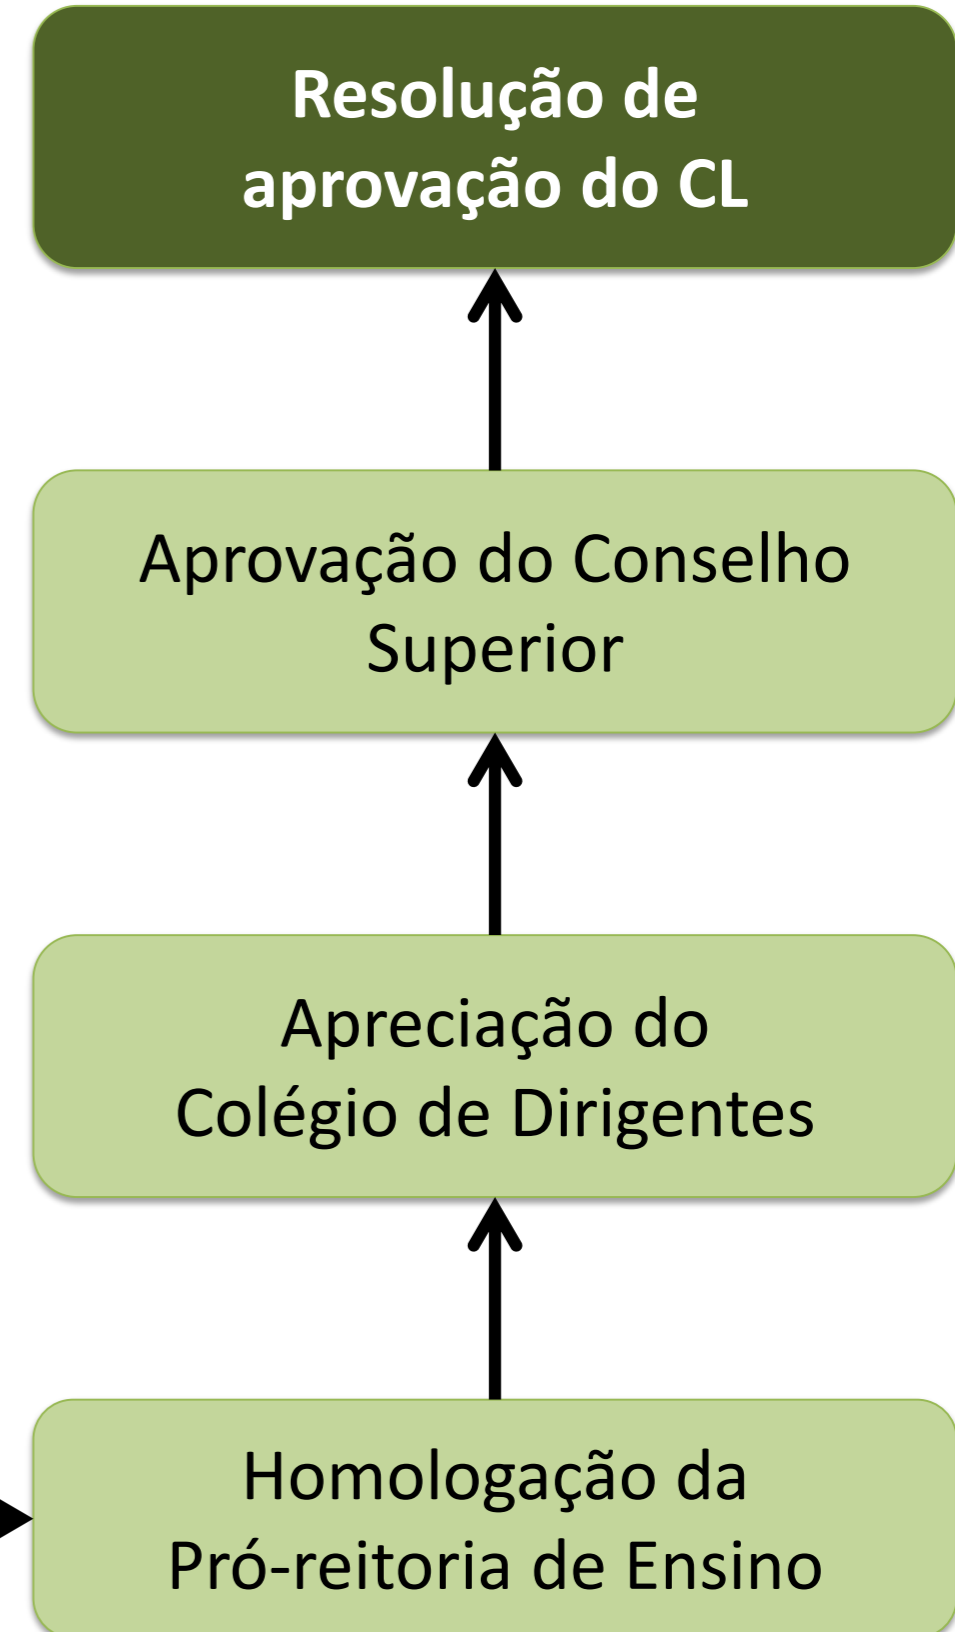 Resolução de
aprovação do CL
Aprovação do Conselho
Superior
Apreciação do
Colégio de Dirigentes
Homologação da
Pró-reitoria de Ensino